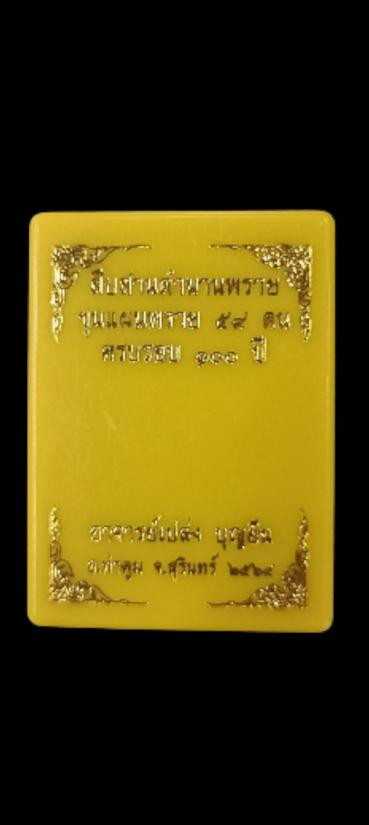 สืบสานตำนานพราย
ขุนแผนพราย ๕๙ ตน
ครบรอบ ๑๐๐ ปี
อาจารย์เปล่ง บุญยืน
อ.ท่าตูม จ.สุรินทร์ ๒๕๖๔